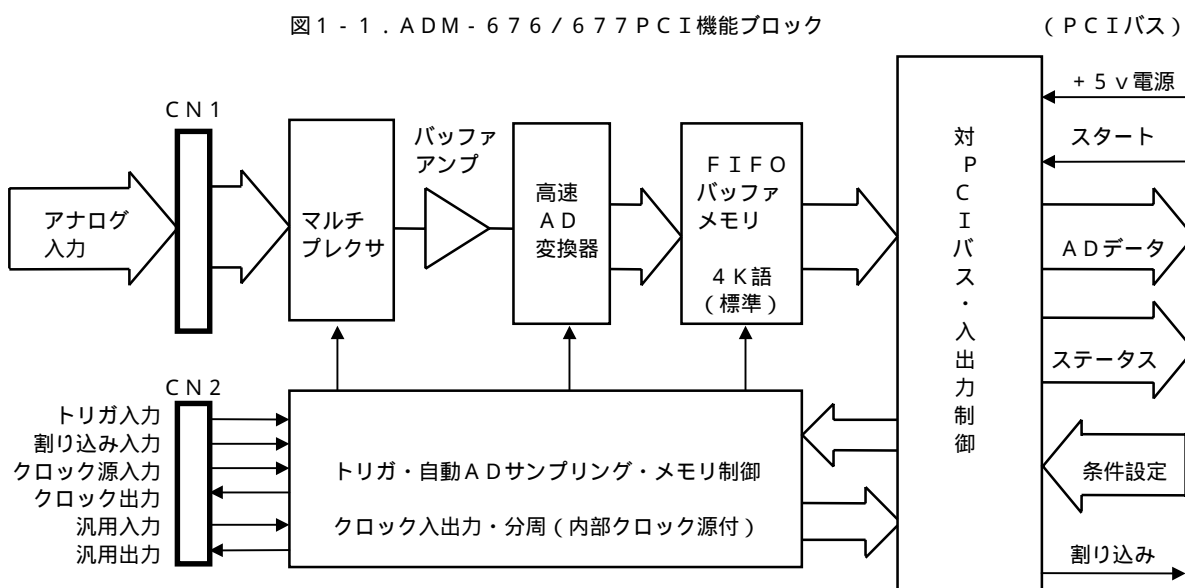 図１-１．ＡＤＭ-６７６/６７７ＰＣＩ機能ブロック
(ＰＣＩバス)
ＣＮ１
アナログ
入力
マルチ
プレクサ
バッファ
アンプ
高速
ＡＤ
変換器
ＦＩＦＯ
バッファ
メモリ
４Ｋ語
(標準)
対ＰＣＩバス・入出力制御
+５ｖ電源
スタート
ＡＤデータ
ステータス
条件設定
割り込み
ＣＮ２
トリガ入力
割り込み入力
クロック源入力
クロック出力
汎用入力
汎用出力
トリガ・自動ＡＤサンプリング・メモリ制御
クロック入出力・分周(内部クロック源付)